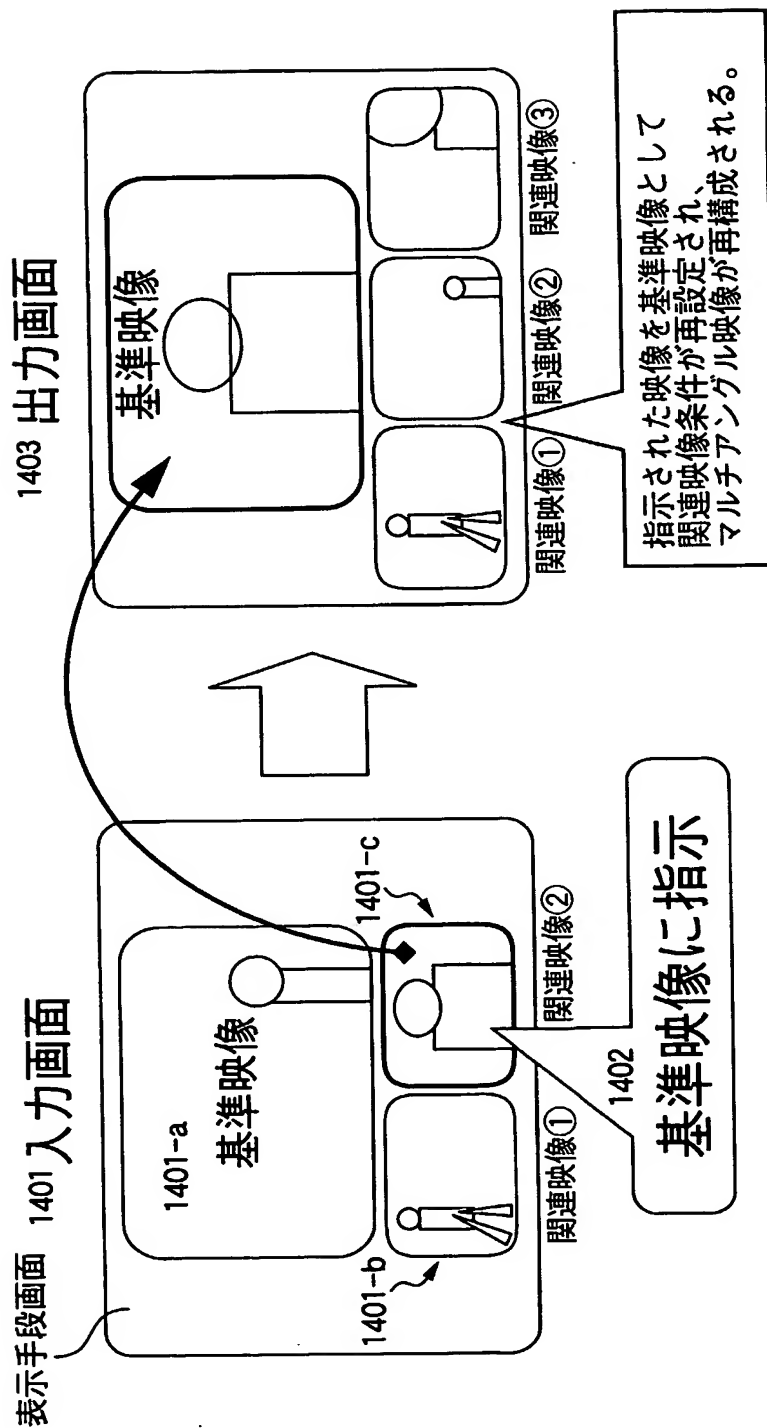 表示手段画面
1401 入力画面
1401-a
基準映像
1401-b
1401-c
関連映像①
関連映像②
1402
基準映像に指示
1403 出力画面
基準映像
関連映像①
関連映像②
関連映像③
指示された映像を基準映像として
関連映像条件が再設定され、
マルチアングル映像が再構成される。